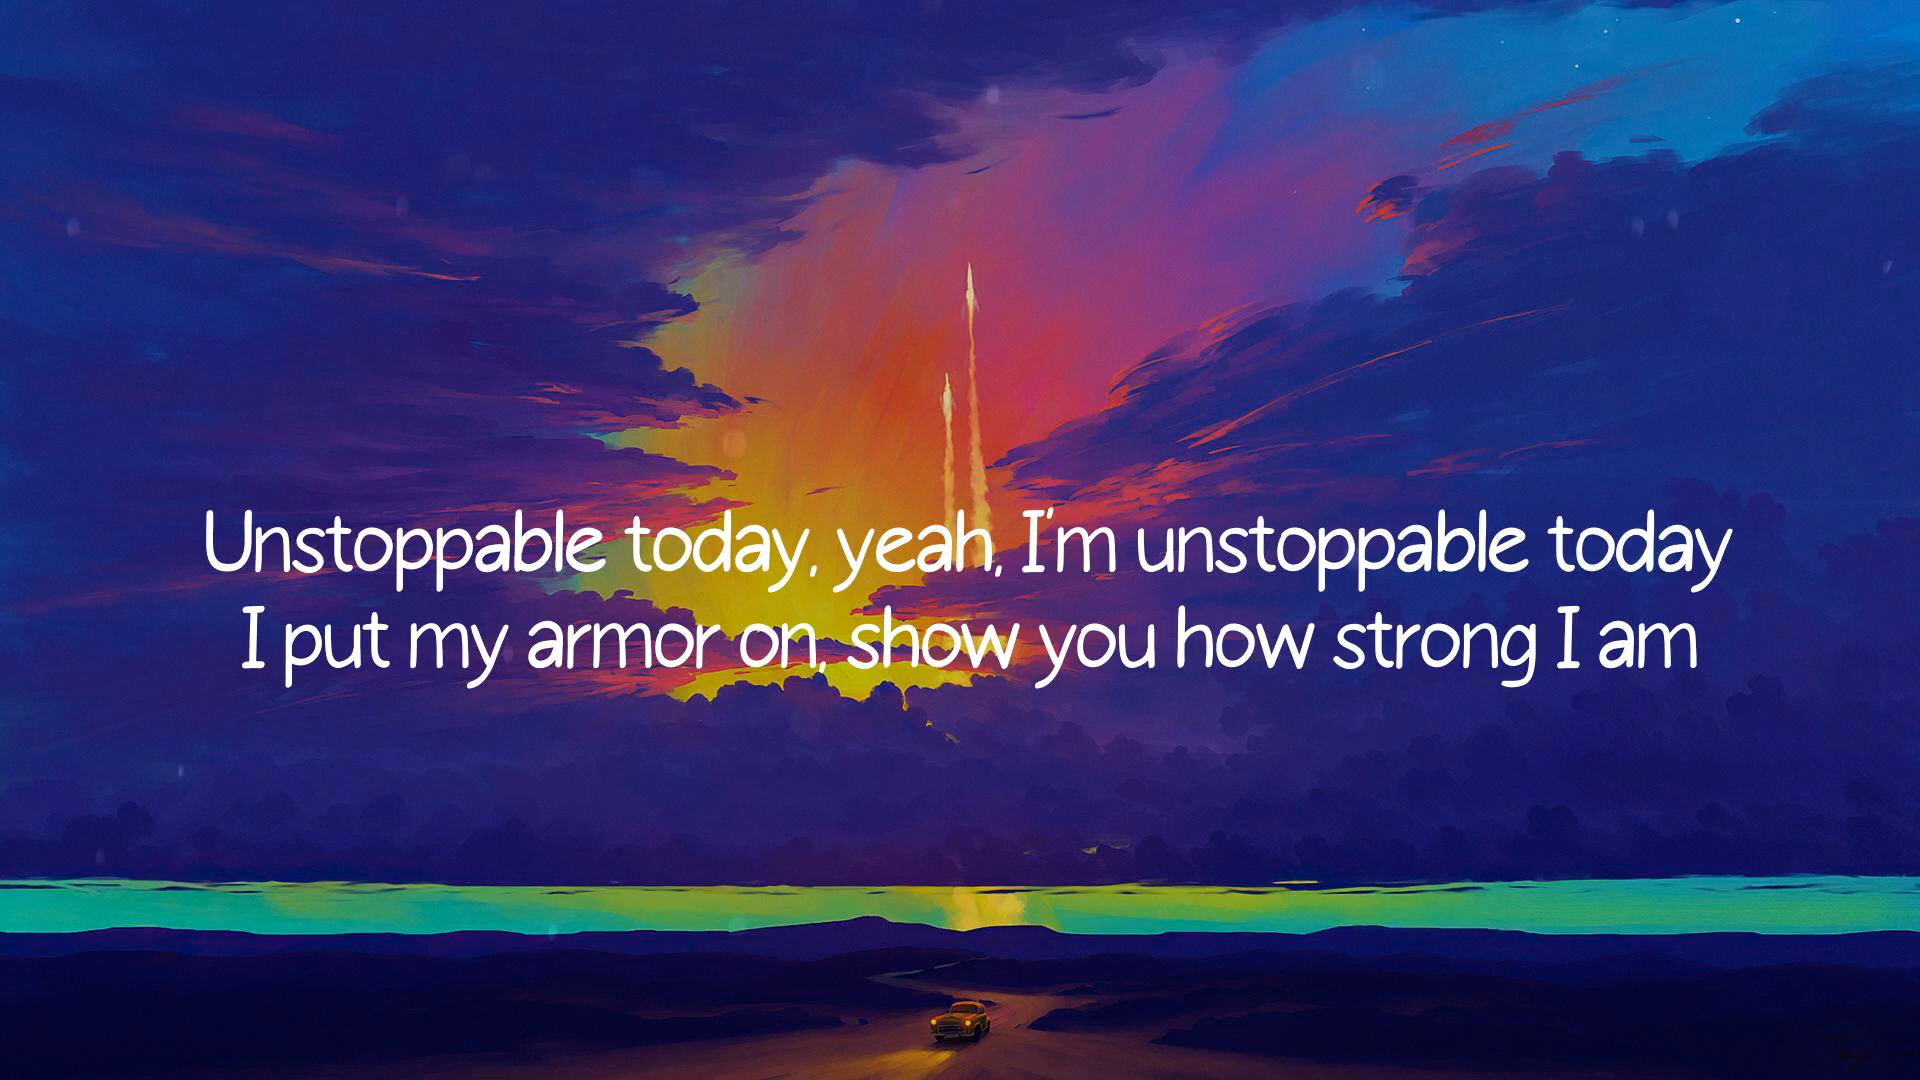 Unstoppable today, yeah, I'm unstoppable today
I put my armor on, show you how strong I am